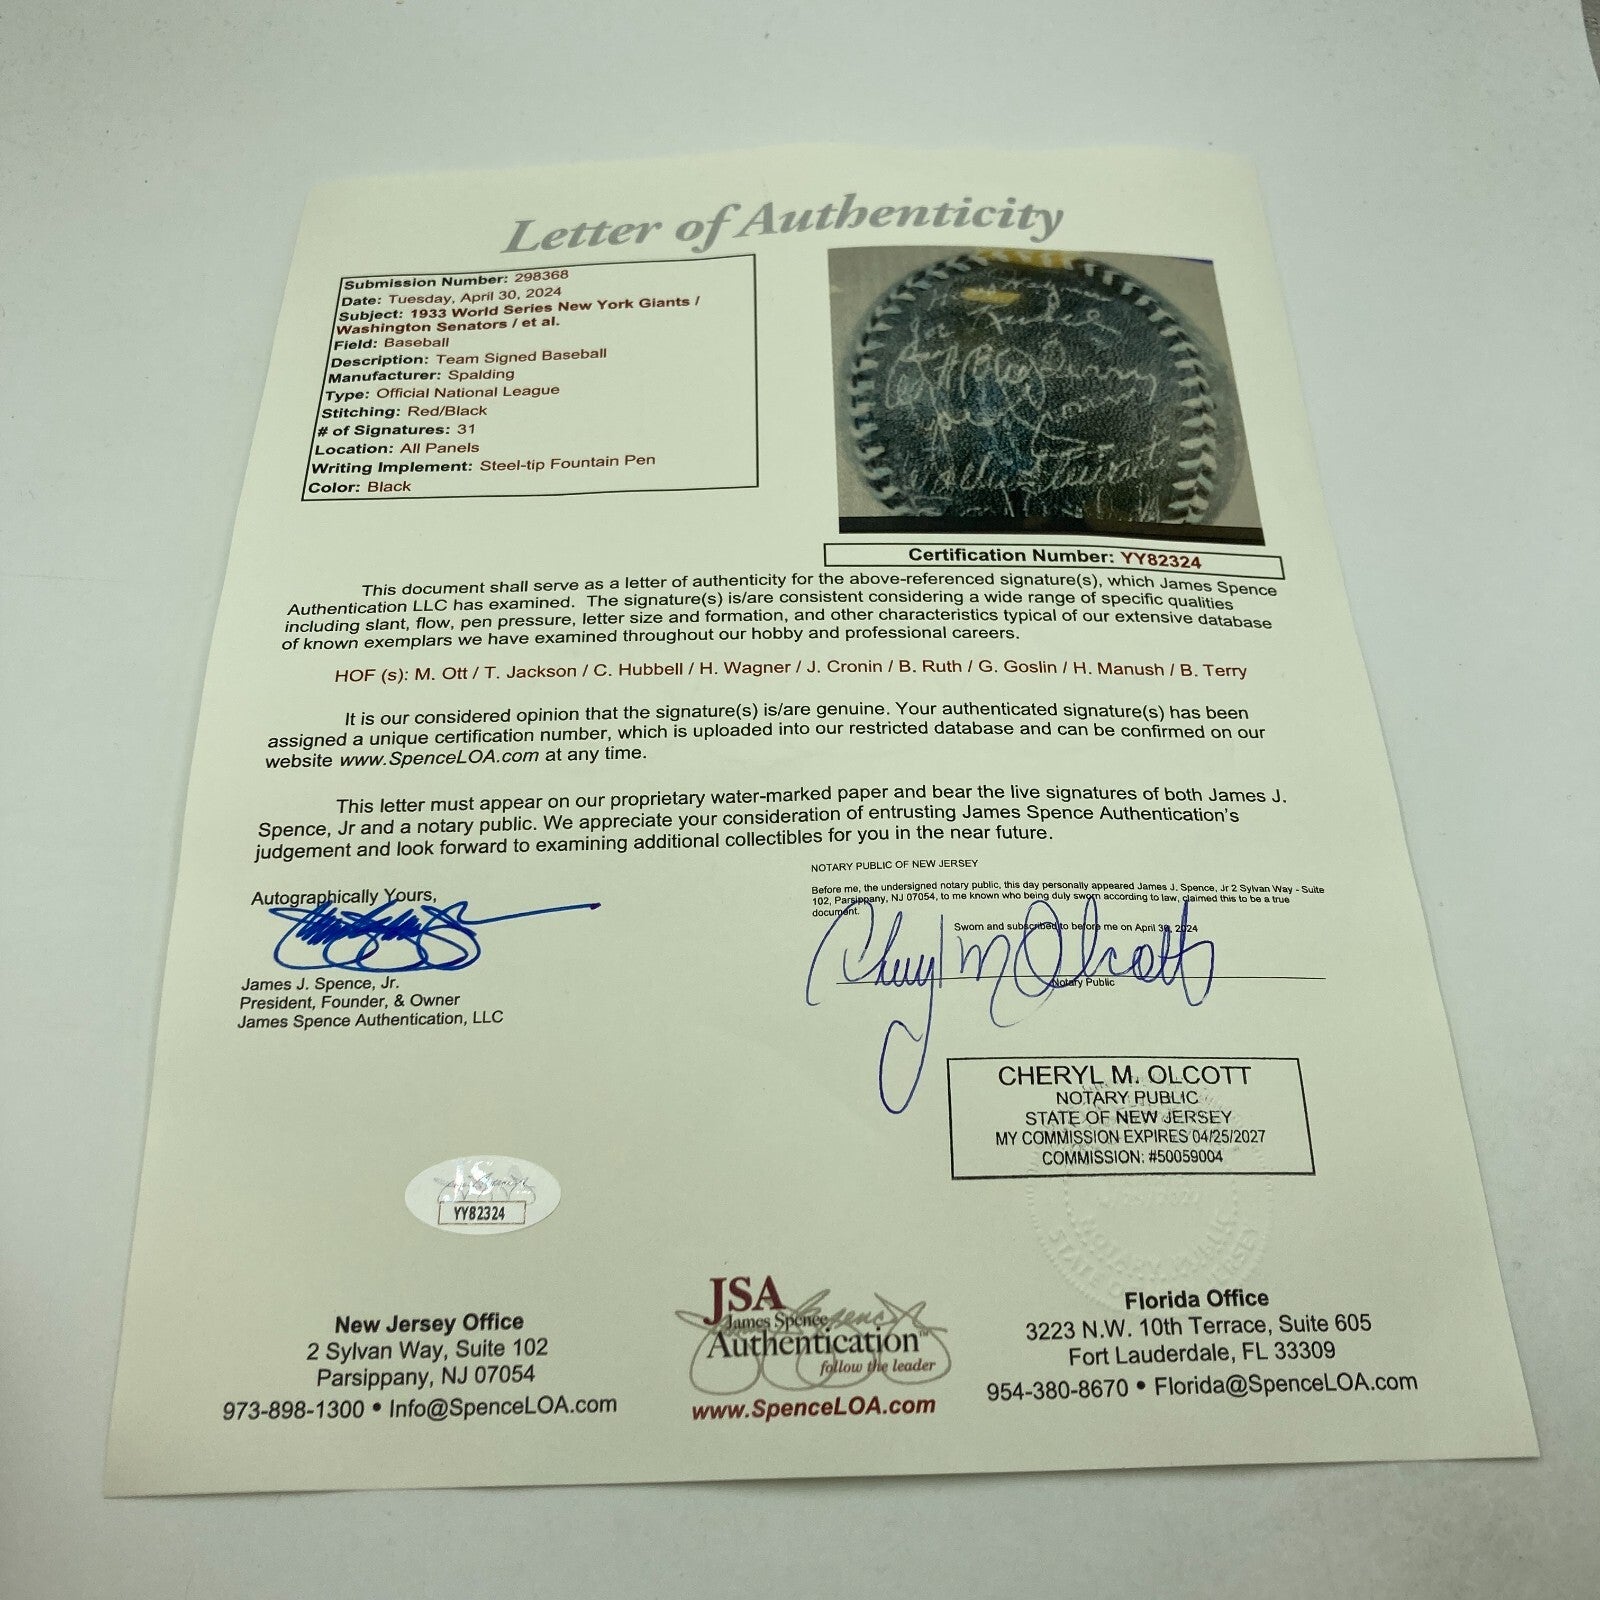 Letter of Authenticity
Submission Number: 298368
Date: Tuesday, April 30, 2024
Subject: 1933 World Series New York Giants /
Washington Senators / et al.
Field: Baseball
Description: Team Signed Baseball
Manufacturer: Spalding
Type: Official National League
Stitching: Red/Black
# of Signatures: 31
Location: All Panels
Writing Implement: Steel-tip Fountain Pen
Color: Black
Certification Number: YY82324
This document shall serve as a letter of authenticity for the above-referenced signature(s), which James Spence
Authentication LLC has examined. The signature(s) is/are consistent considering a wide range of specific qualities
including slant, flow, pen pressure, letter size and formation, and other characteristics typical of our extensive database
of known exemplars we have examined throughout our hobby and professional careers.
HOF (s): M. Ott / T. Jackson / C. Hubbell / H. Wagner / J. Cronin / B. Ruth / G. Goslin / H. Manush / B. Terry
It is our considered opinion that the signature(s) is/are genuine. Your authenticated signature(s) has been
assigned a unique certification number, which is uploaded into our restricted database and can be confirmed on our
website www.SpenceLOA.com at any time.
This letter must appear on our proprietary water-marked paper and bear the live signatures of both James J.
Spence, Jr and a notary public. We appreciate your consideration of entrusting James Spence Authentication's
judgement and look forward to examining additional collectibles for you in the near future.
NOTARY PUBLIC OF NEW JERSEY
Before me, the undersigned notary public, this day personally appeared James J. Spence, Jr 2 Sylvan Way - Suite
102, Parsippany, NJ 07054, to me known who being duly sworn according to law, claimed this to be a true
document.
Sworn and subscribed to before me on April 30, 2024
Cheryl M Olcott
Notary Public
Autographically Yours,
James J. Spence, Jr.
President, Founder, & Owner
James Spence Authentication, LLC
CHERYL M. OLCOTT
NOTARY PUBLIC
STATE OF NEW JERSEY
MY COMMISSION EXPIRES 04/25/2027
COMMISSION: #50059004
NOTARY PUBLIC
JSA
YY82324
New Jersey Office
2 Sylvan Way, Suite 102
Parsippany, NJ 07054
973-898-1300 • Info@SpenceLOA.com
JSA
James Spence
Authentication™
follow the leader
www.SpenceLOA.com
Florida Office
3223 N.W. 10th Terrace, Suite 605
Fort Lauderdale, FL 33309
954-380-8670 • Florida@SpenceLOA.com